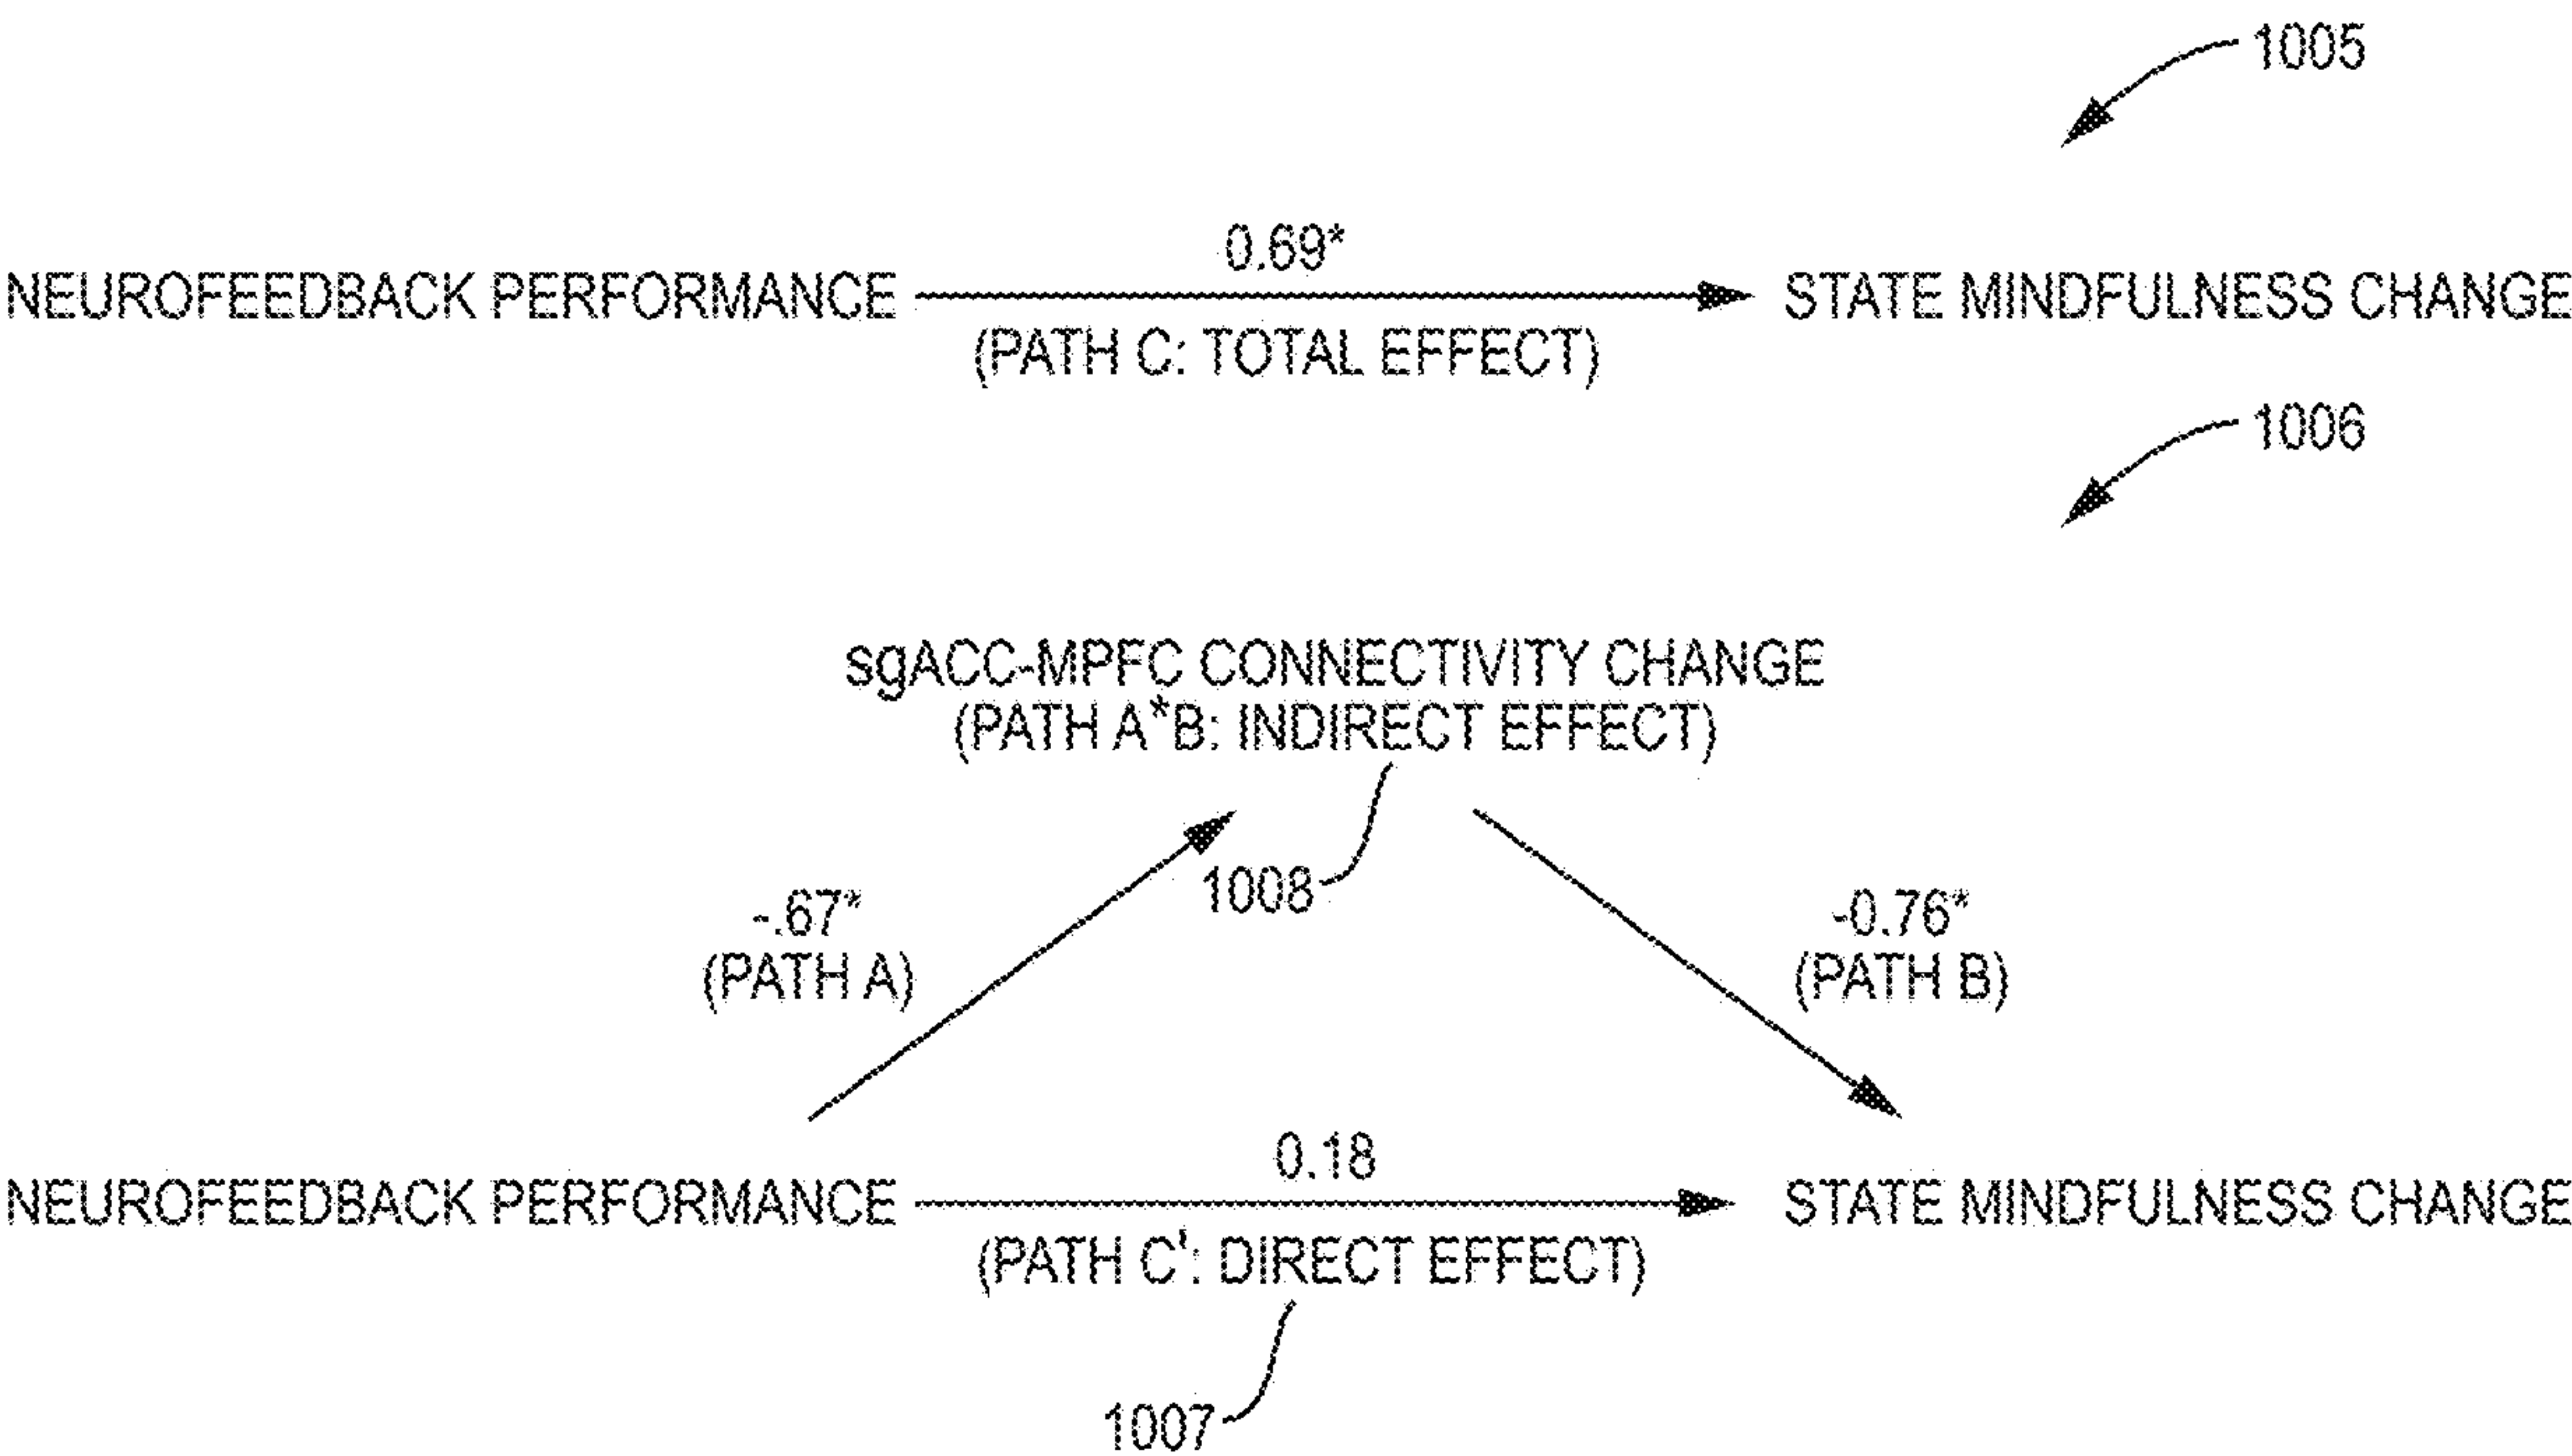 1005
0.69*
NEUROFEEDBACK PERFORMANCE STATE MINDFULNESS CHANGE
(PATH C: TOTAL EFFECT)
1006
sgACC-MPFC CONNECTIVITY CHANGE
(PATH A*B: INDIRECT EFFECT)
1008
-.67*
(PATH A)
-0.76*
(PATH B)
0.18
NEUROFEEDBACK PERFORMANCE STATE MINDFULNESS CHANGE
(PATH C': DIRECT EFFECT)
1007